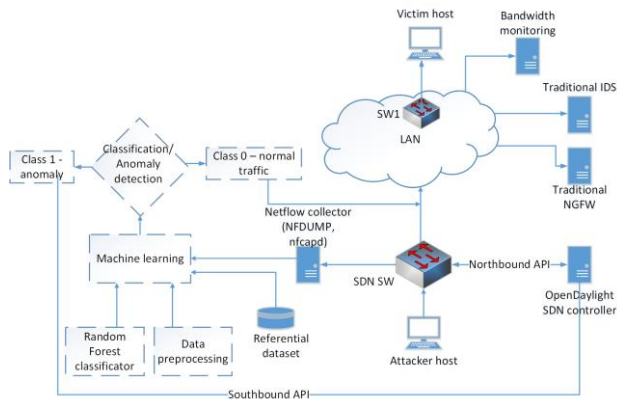 Victim host
Bandwidth
monitoring
Traditional IDS
SW1
LAN
Classification/
Anomaly
detection
Class 1 -
anomaly
Class 0 – normal
traffic
Traditional
NGFW
Netflow collector
(NFDUMP,
nfcapd)
Machine learning
Northbound API
SDN SW
OpenDaylight
SDN controller
Random
Forest
classificator
Data
preprocessing
Referential
dataset
Attacker host
Southbound API